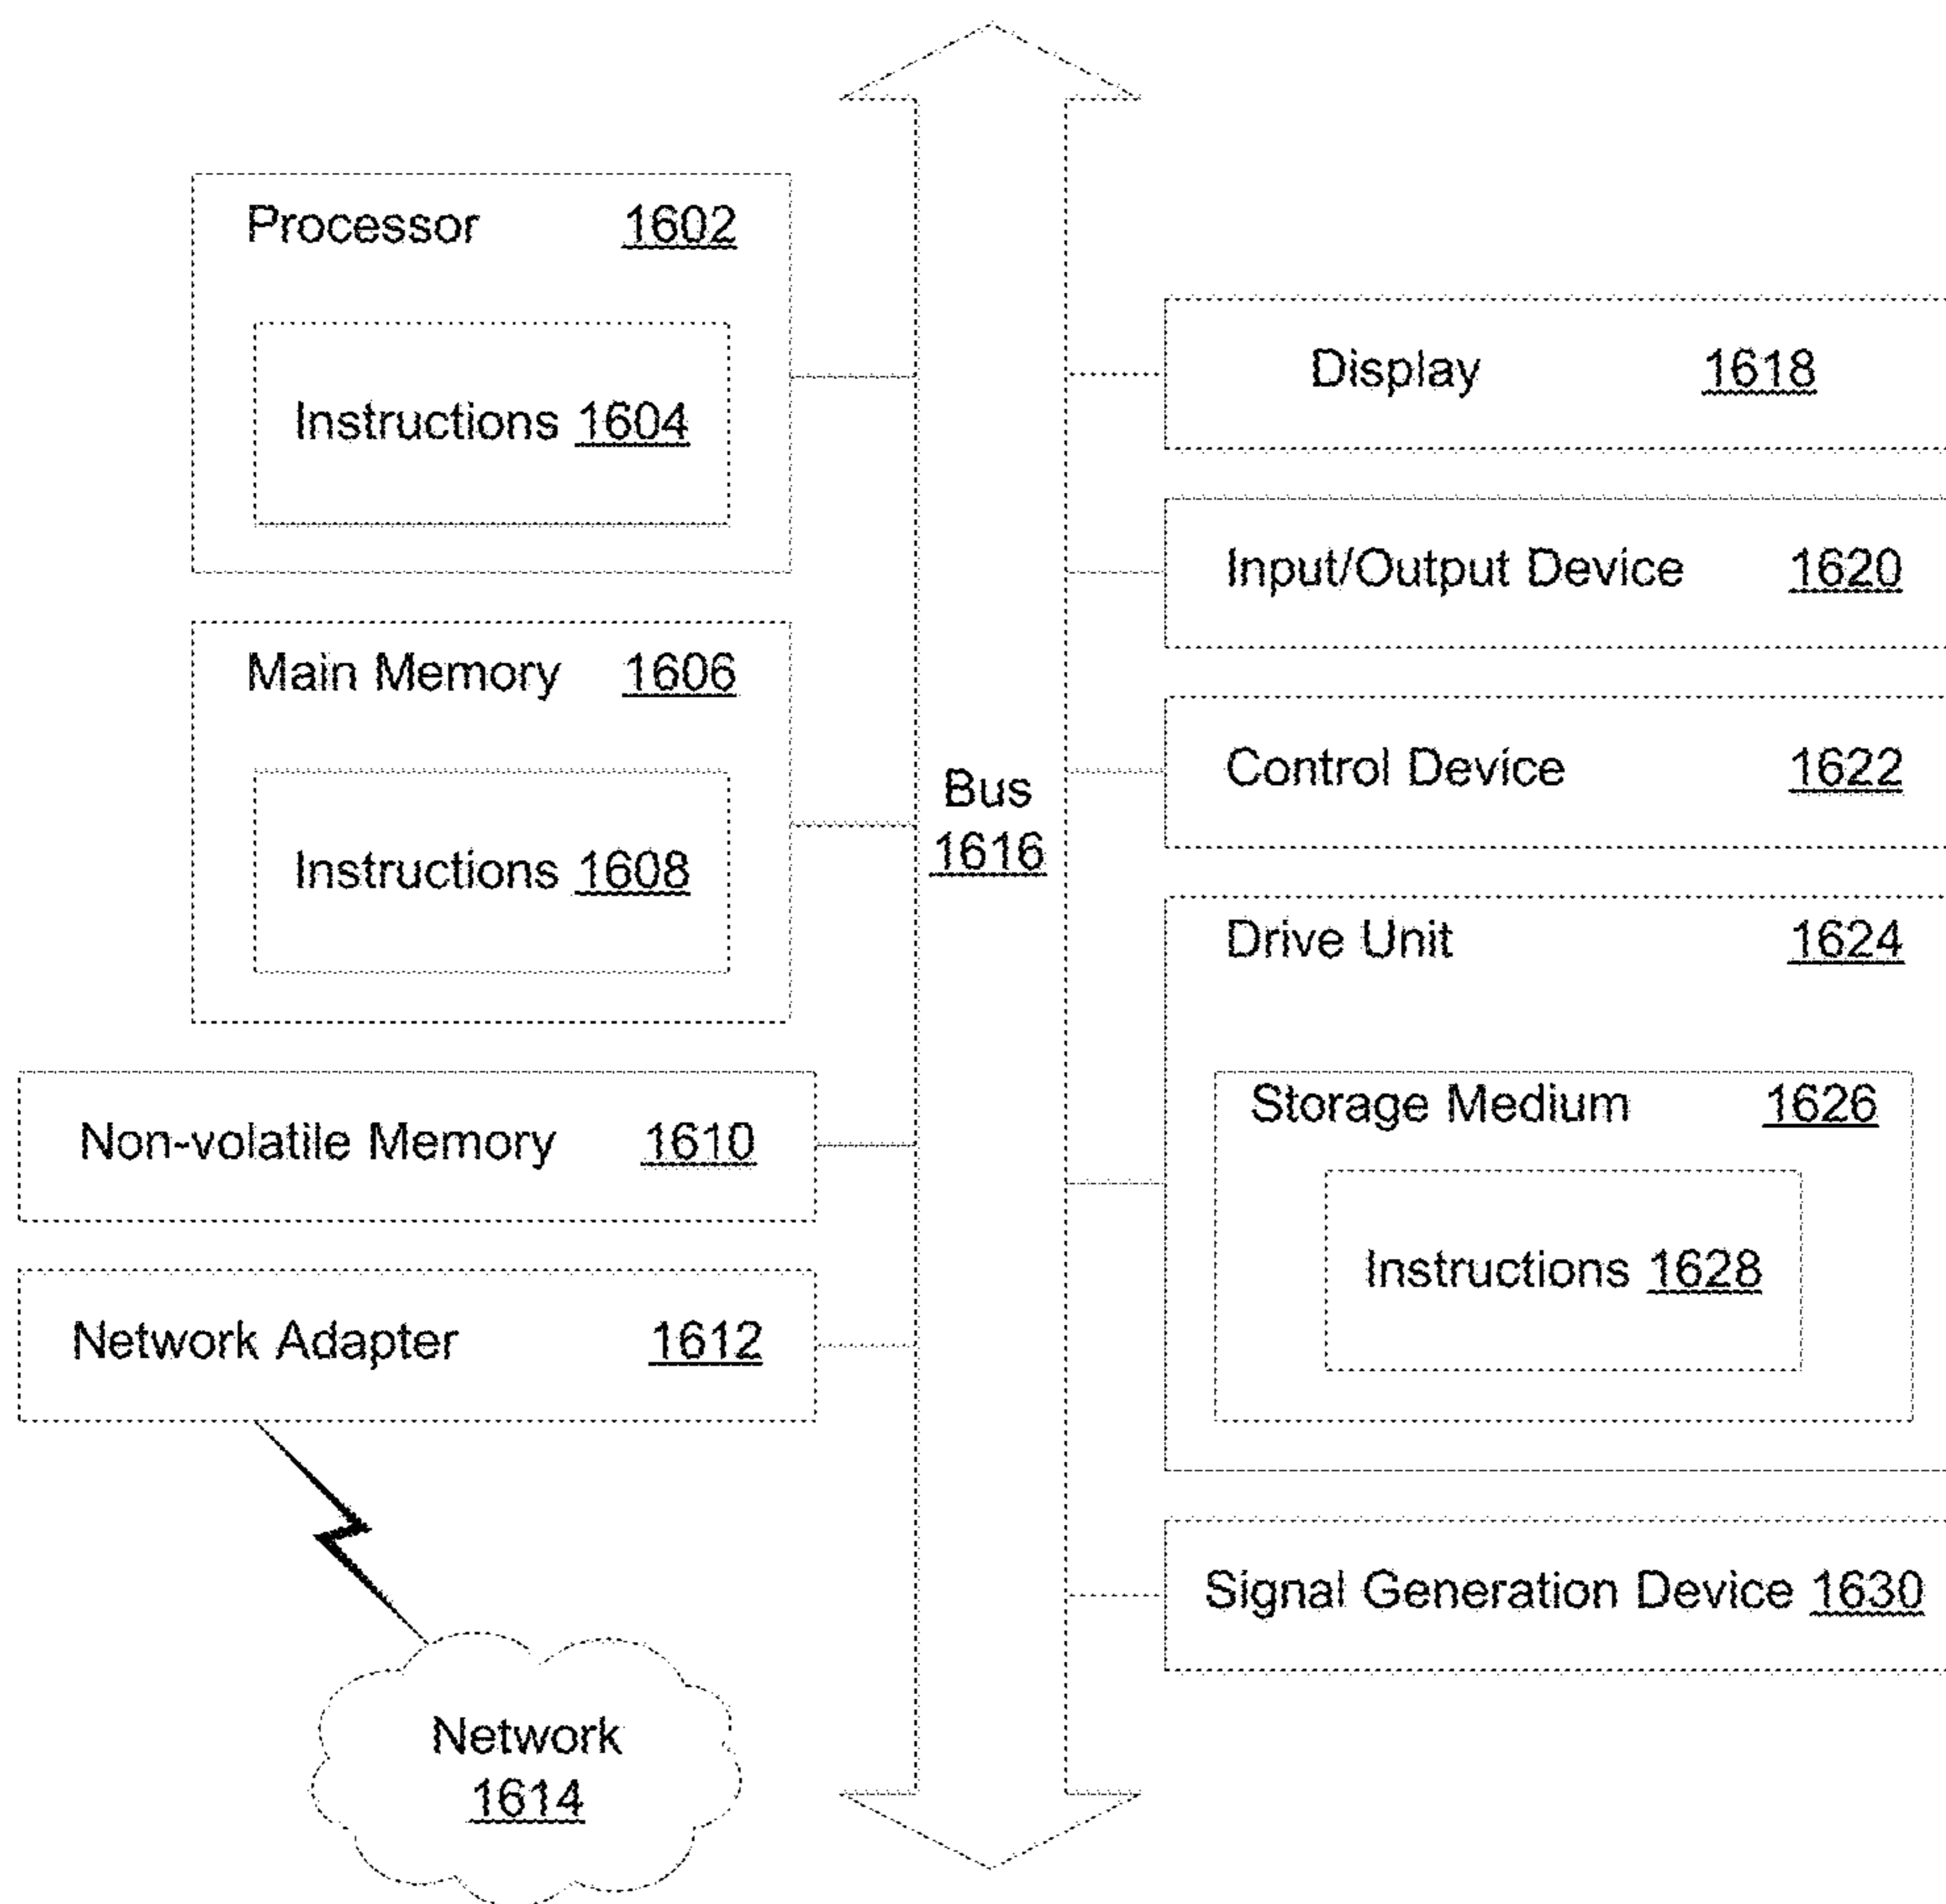 Processor 1602
Instructions 1604
Main Memory 1606
Instructions 1608
Non-volatile Memory 1610
Network Adapter 1612
Network
1614
Bus
1616
Display 1618
Input/Output Device 1620
Control Device 1622
Drive Unit 1624
Storage Medium 1626
Instructions 1628
Signal Generation Device 1630